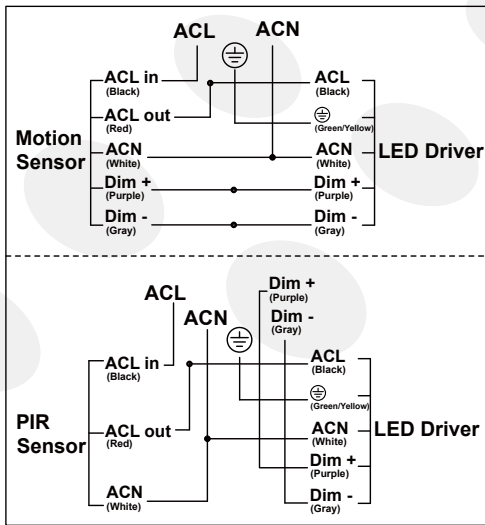 ACL ACN
ACL in
(Black)
ACL out
(Red)
Motion
Sensor
ACN
(White)
Dim +
(Purple)
Dim -
(Gray)
ACL
(Black)
(Green/Yellow)
ACN
(White)
LED Driver
Dim +
(Purple)
Dim -
(Gray)
ACL
ACN
Dim +
(Purple)
Dim -
(Gray)
ACL in
(Black)
PIR
Sensor
ACL out
(Red)
ACN
(White)
ACL
(Black)
(Green/Yellow)
ACN
(White)
LED Driver
Dim +
(Purple)
Dim -
(Gray)